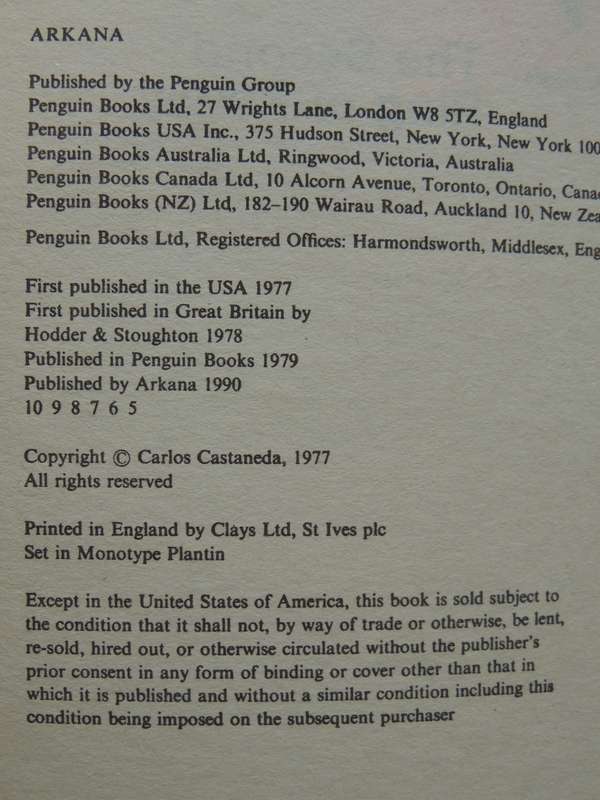 ARKANA
Published by the Penguin Group
Penguin Books Ltd, 27 Wrights Lane, London W8 5TZ, England
Penguin Books USA Inc., 375 Hudson Street, New York, New York 100
Penguin Books Australia Ltd, Ringwood, Victoria, Australia
Penguin Books Canada Ltd, 10 Alcorn Avenue, Toronto, Ontario, Canad
Penguin Books (NZ) Ltd, 182–190 Wairau Road, Auckland 10, New Zea
Penguin Books Ltd, Registered Offices: Harmondsworth, Middlesex, Eng
First published in the USA 1977
First published in Great Britain by
Hodder & Stoughton 1978
Published in Penguin Books 1979
Published by Arkana 1990
10 9 8 7 6 5
Copyright © Carlos Castaneda, 1977
All rights reserved
Printed in England by Clays Ltd, St Ives plc
Set in Monotype Plantin
Except in the United States of America, this book is sold subject to
the condition that it shall not, by way of trade or otherwise, be lent,
re-sold, hired out, or otherwise circulated without the publisher's
prior consent in any form of binding or cover other than that in
which it is published and without a similar condition including this
condition being imposed on the subsequent purchaser